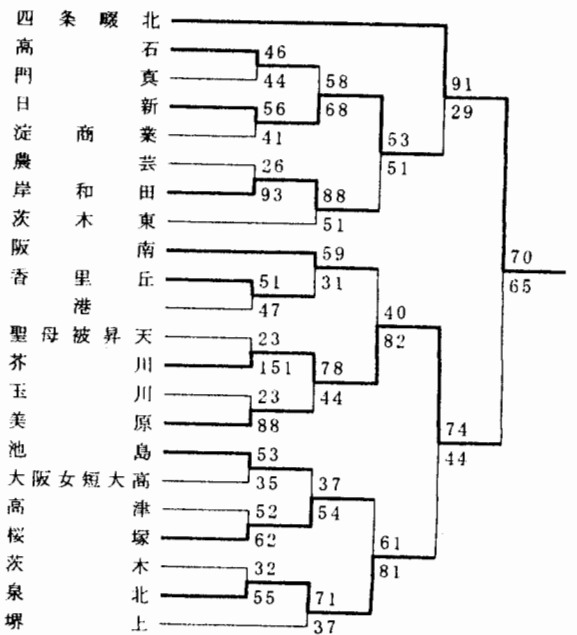 四条畷北
高石 46
門真 44 58
日新 56 68
淀商業 41 53
農芸 26 51
岸和田 93 88
茨木東 51
91
29
阪南 59
香里丘 51 31
港 47 40
聖母被昇天 23 82
芥川 151 78
玉川 23 44
美原 88
池島 53
大阪女短大高 35 37
高津 52 54
桜塚 62 61
茨木 32 81
泉北 55 71
堺上 37
74
44
70
65